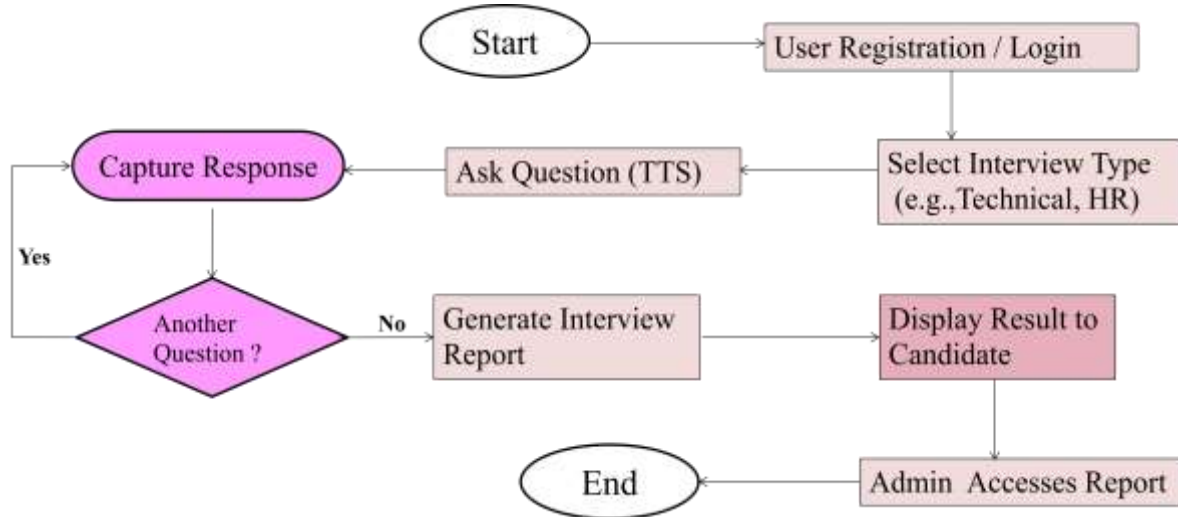 Start
User Registration / Login
Select Interview Type
(e.g.,Technical, HR)
Ask Question (TTS)
Capture Response
Yes
Another
Question ?
No
Generate Interview
Report
Display Result to
Candidate
Admin Accesses Report
End